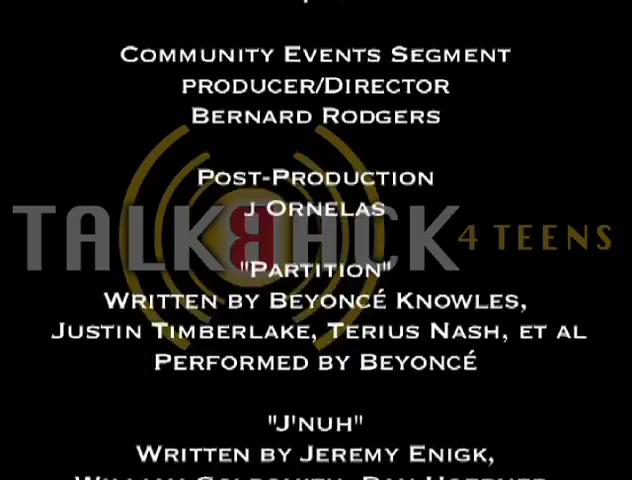 Community Events Segment
producer/Director
Bernard Rodgers
Post-Production
J Ornelas
TALKBACK 4 TEENS
"Partition"
Written by Beyoncé Knowles,
Justin Timberlake, Terius Nash, et al
Performed by Beyoncé
"J'nuh"
Written by Jeremy Enigk,